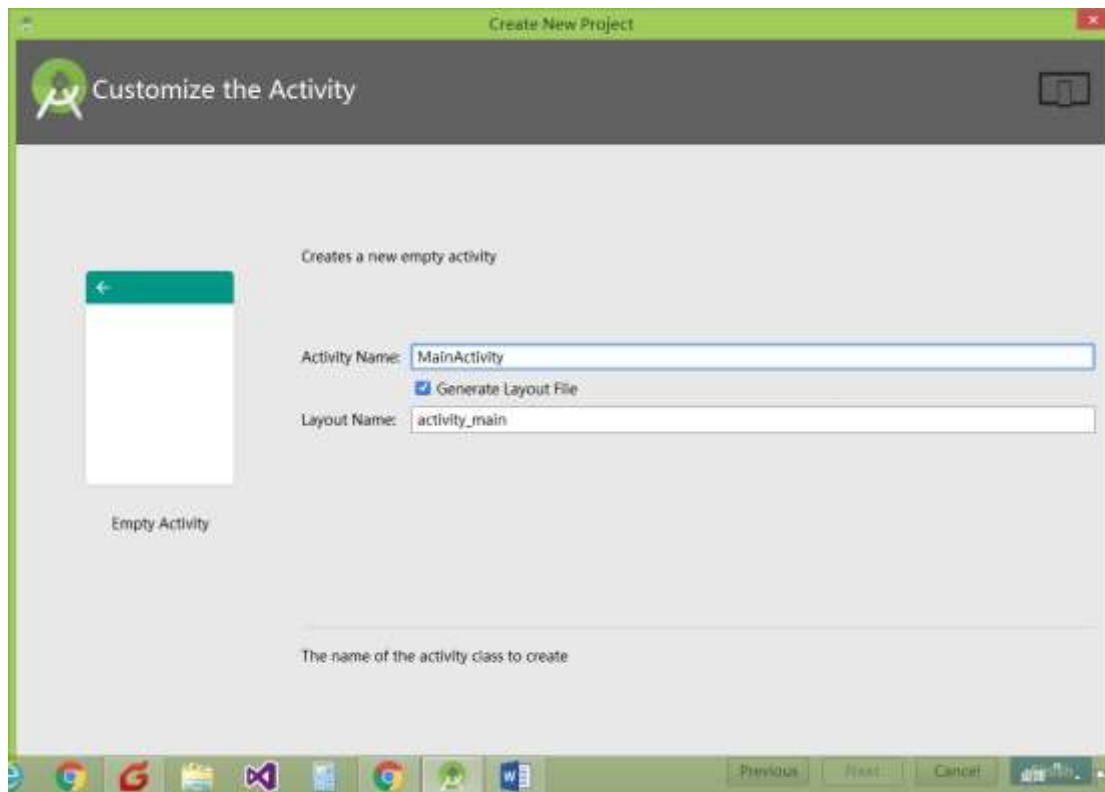 Create New Project
Customize the Activity
Creates a new empty activity
Activity Name: MainActivity
Generate Layout File
Layout Name: activity_main
Empty Activity
The name of the activity class to create
Previous Next Cancel